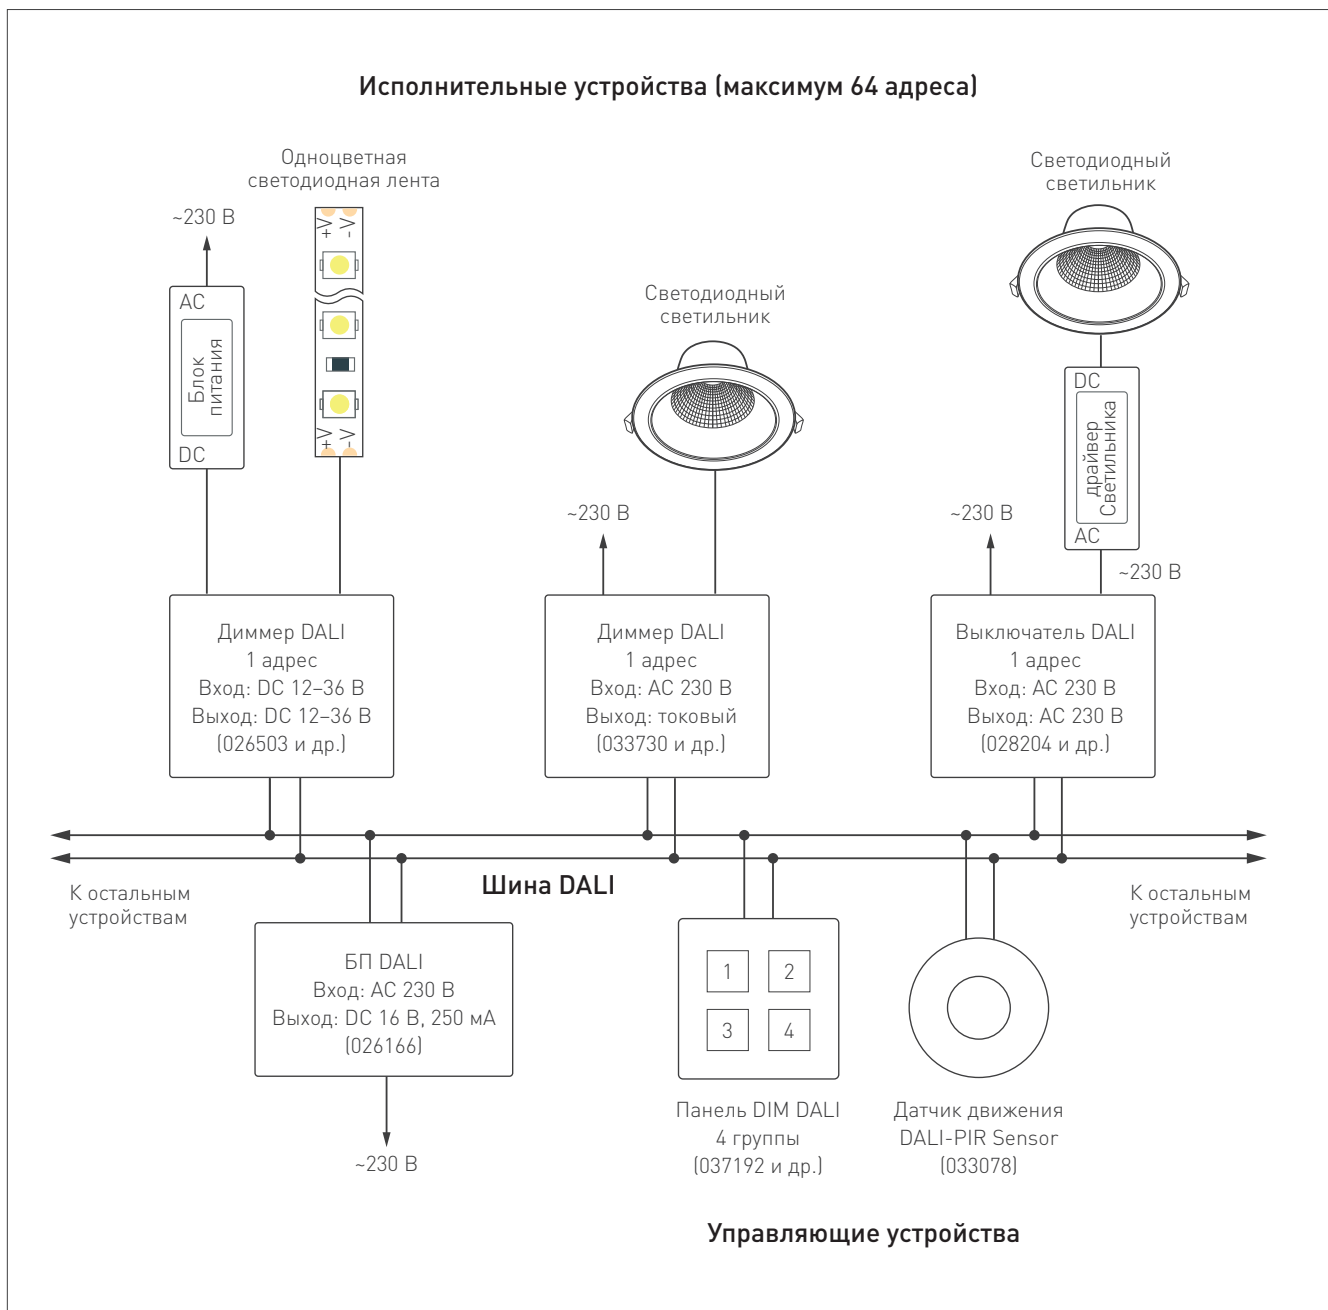 Исполнительные устройства (максимум 64 адреса)
Одноцветная
светодиодная лента
~230 В
+V
-V
+V
-V
AC
Блок
питания
DC
Светодиодный
светильник
Светодиодный
светильник
DC
драйвер
Светильника
AC
~230 В
~230 В
~230 В
Диммер DALI
1 адрес
Вход: DC 12–36 В
Выход: DC 12–36 В
(026503 и др.)
Диммер DALI
1 адрес
Вход: AC 230 В
Выход: токовый
(033730 и др.)
Выключатель DALI
1 адрес
Вход: AC 230 В
Выход: AC 230 В
(028204 и др.)
К остальным
устройствам
Шина DALI
К остальным
устройствам
БП DALI
Вход: AC 230 В
Выход: DC 16 В, 250 мА
(026166)
~230 В
1 2
3 4
Панель DIM DALI
4 группы
(037192 и др.)
Датчик движения
DALI-PIR Sensor
(033078)
Управляющие устройства